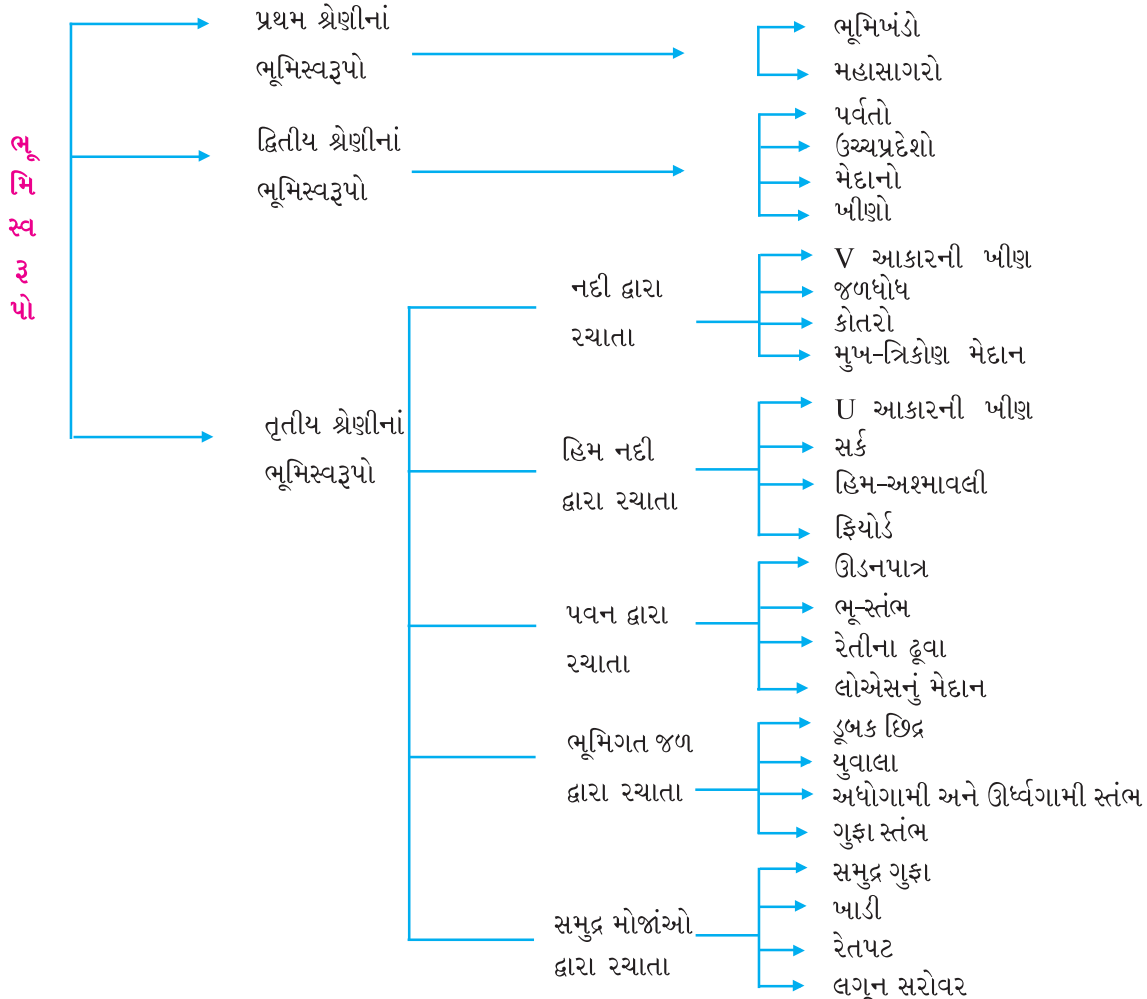 ભૂમિસ્વરૂપો
પ્રથમ શ્રેણીનાં
ભૂમિસ્વરૂપો
ભૂમિખંડો
મહાસાગરો
દ્વિતીય શ્રેણીનાં
ભૂમિસ્વરૂપો
પર્વતો
ઉચ્ચપ્રદેશો
મેદાનો
ખીણો
તૃતીય શ્રેણીનાં
ભૂમિસ્વરૂપો
નદી દ્વારા
રચાતા
V આકારની ખીણ
જળધોધ
કોતરો
મુખ-ત્રિકોણ મેદાન
હિમ નદી
દ્વારા રચાતા
U આકારની ખીણ
સર્ક
હિમ-અશ્માવલી
ફિયોર્ડ
પવન દ્વારા
રચાતા
ઊડનપાત્ર
ભૂ-સ્તંભ
રેતીના ઢૂવા
લોએસનું મેદાન
ભૂમિગત જળ
દ્વારા રચાતા
ડૂબક છિદ્ર
યુવાલા
અધોગામી અને ઊર્ધ્વગામી સ્તંભ
ગુફા સ્તંભ
સમુદ્ર મોજાંઓ
દ્વારા રચાતા
સમુદ્ર ગુફા
ખાડી
રેતપટ
લગૂન સરોવર